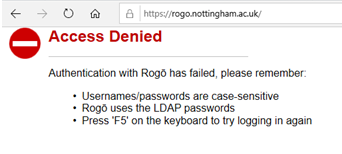 https://rogo.nottingham.ac.uk/
Access Denied
Authentication with Rogō has failed, please remember:
• Usernames/passwords are case-sensitive
• Rogō uses the LDAP passwords
• Press 'F5' on the keyboard to try logging in again